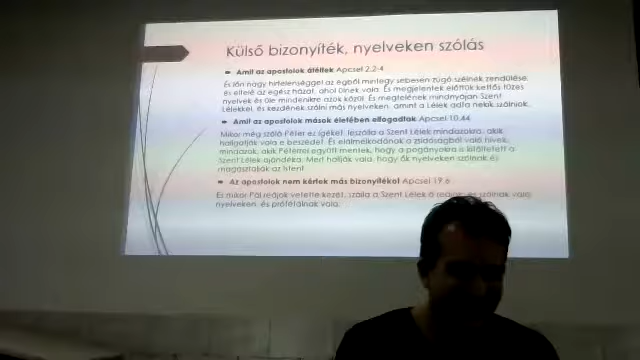 Külső bizonyíték, nyelveken szólás
Amit az apostolok átéltek Apcsel 2,2-4
És lőn nagy hirtelenséggel az égből mintegy sebesen zúgó szélnek zendülése,
és eltelé az egész házat, ahol ülnek vala. És megjelentek előttük kettős tüzes
nyelvek és üle mindenikre azok közül. És megtelének mindnyájan Szent
Lélekkel, és kezdének szólni más nyelveken, amint a Lélek adta nekik szólniok.
Amit az apostolok mások életében elfogadtak Apcsel 10,44
Mikor még szólá Péter ez ígéket, leszálla a Szent Lélek mindazokra, akik
hallgatják vala e beszédet. És elálmélkodának a zsidóságból való hívek,
mindazok, akik Péterrel együtt mentek, hogy a pogányokra is kitöltetett a
Szent Lélek ajándéka. Mert hallják vala, hogy ők nyelveken szólnak és
magasztalják az Istent.
Az apostolok nem kértek más bizonyítékot Apcsel 19,6
És mikor Pál reájok vetette kezét, szálla a Szent Lélek ő reájok, és szólnak vala
nyelveken, és prófétálnak vala.